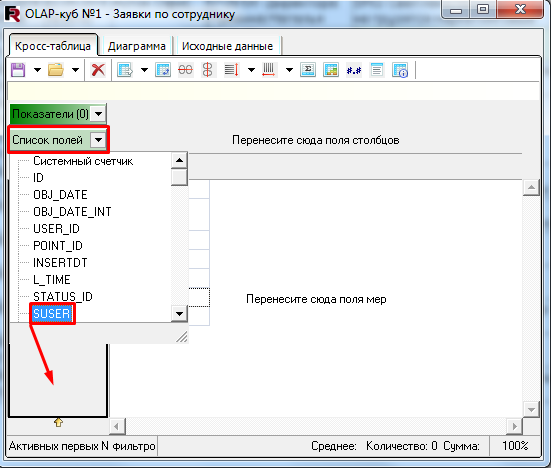 OLAP-куб №1 - Заявки по сотруднику
Кросс-таблица Диаграмма Исходные данные
Показатели (0)
Список полей
Перенесите сюда поля столбцов
Системный счетчик
ID
OBJ_DATE
OBJ_DATE_INT
USER_ID
POINT_ID
INSERTDT
L_TIME
STATUS_ID
SUSER
Перенесите сюда поля мер
Активных первых N фильтро Среднее: Количество: 0 Сумма: 100%